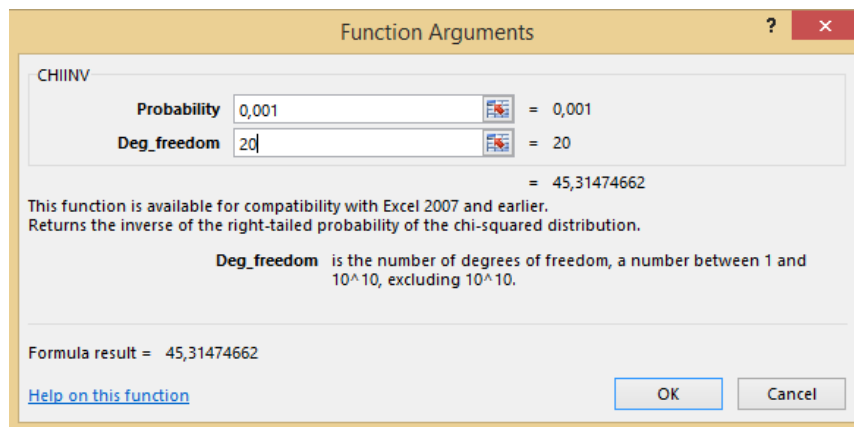 Function Arguments
?
×
CHIINV
Probability 0,001 = 0,001
Deg_freedom 20 = 20
= 45,31474662
This function is available for compatibility with Excel 2007 and earlier.
Returns the inverse of the right-tailed probability of the chi-squared distribution.
Deg_freedom is the number of degrees of freedom, a number between 1 and
10^10, excluding 10^10.
Formula result = 45,31474662
Help on this function
OK
Cancel